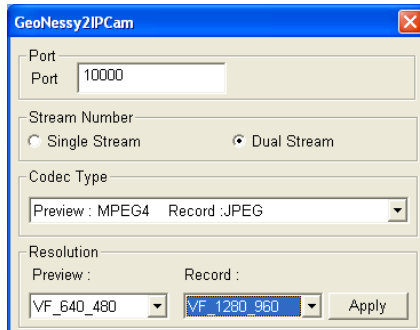 GeoNessy2IPCam
Port
Port 10000
Stream Number
Single Stream Dual Stream
Codec Type
Preview : MPEG4 Record :JPEG
Resolution
Preview : Record :
VF_640_480 VF_1280_960 Apply